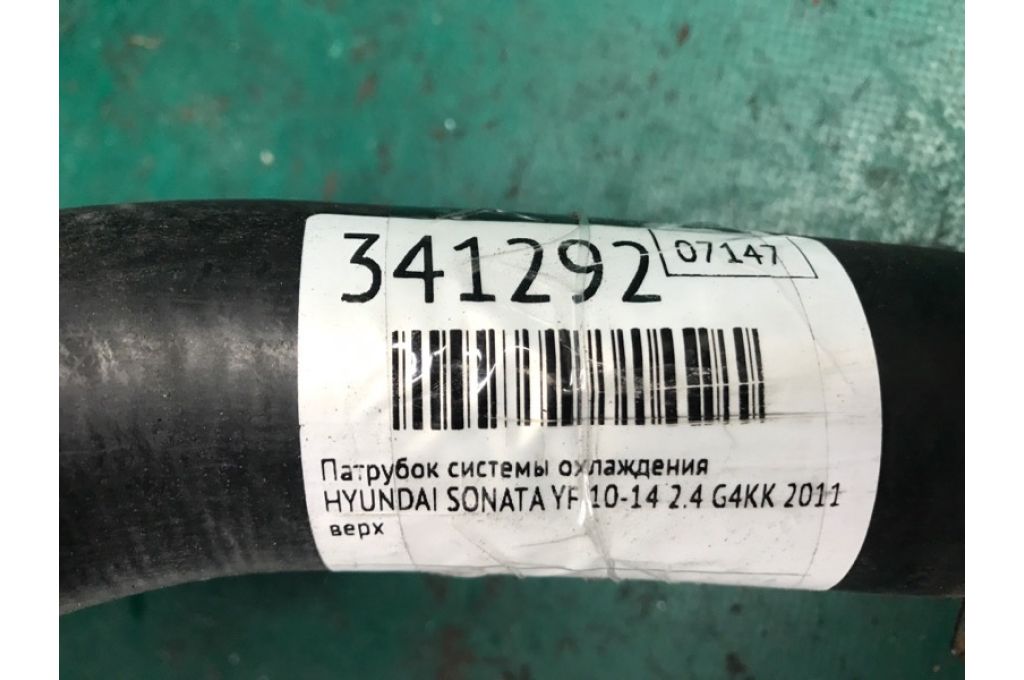 341292
07147
Патрубок системы охлаждения
HYUNDAI SONATA YF 10-14 2.4 G4KK 2011
верх